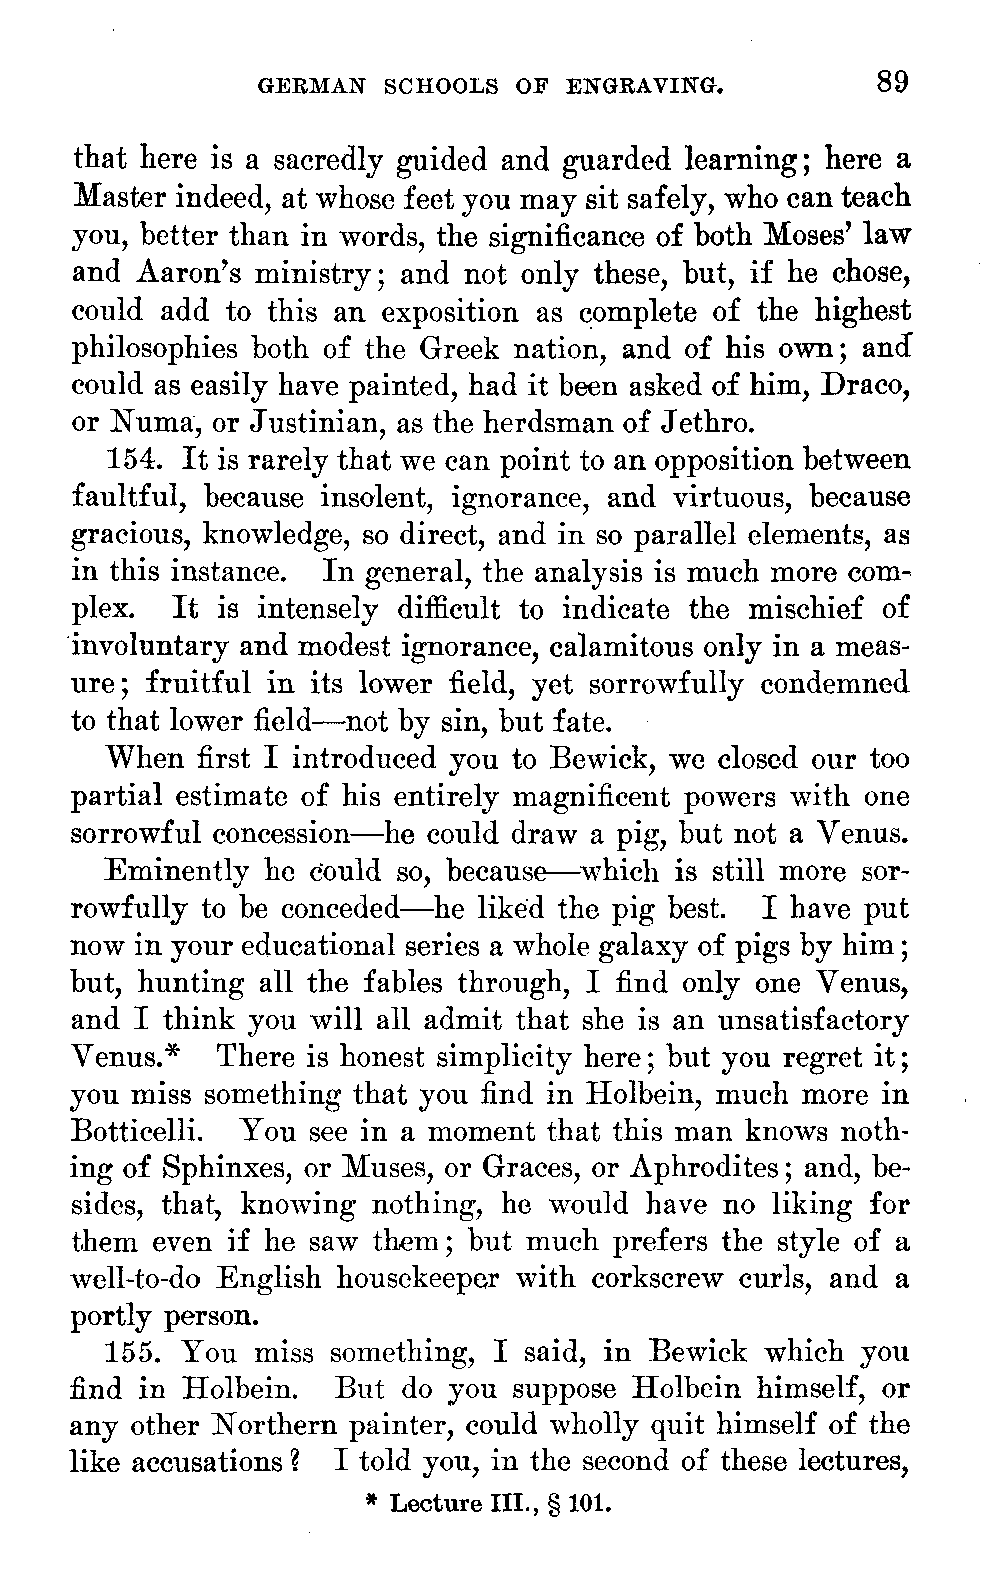 GERMAN SCHOOLS OF ENGRAVING. 89
that here is a sacredly guided and guarded learning; here a
Master indeed, at whose feet you may sit safely, who can teach
you, better than in words, the significance of both Moses' law
and Aaron's ministry; and not only these, but, if he chose,
could add to this an exposition as complete of the highest
philosophies both of the Greek nation, and of his own; and
could as easily have painted, had it been asked of him, Draco,
or Numa, or Justinian, as the herdsman of Jethro.
154. It is rarely that we can point to an opposition between
faultful, because insolent, ignorance, and virtuous, because
gracious, knowledge, so direct, and in so parallel elements, as
in this instance. In general, the analysis is much more com-
plex. It is intensely difficult to indicate the mischief of
involuntary and modest ignorance, calamitous only in a meas-
ure; fruitful in its lower field, yet sorrowfully condemned
to that lower field—not by sin, but fate.
When first I introduced you to Bewick, we closed our too
partial estimate of his entirely magnificent powers with one
sorrowful concession—he could draw a pig, but not a Venus.
Eminently he could so, because—which is still more sor-
rowfully to be conceded—he liked the pig best. I have put
now in your educational series a whole galaxy of pigs by him;
but, hunting all the fables through, I find only one Venus,
and I think you will all admit that she is an unsatisfactory
Venus.* There is honest simplicity here; but you regret it;
you miss something that you find in Holbein, much more in
Botticelli. You see in a moment that this man knows noth-
ing of Sphinxes, or Muses, or Graces, or Aphrodites; and, be-
sides, that, knowing nothing, he would have no liking for
them even if he saw them; but much prefers the style of a
well-to-do English housekeeper with corkscrew curls, and a
portly person.
155. You miss something, I said, in Bewick which you
find in Holbein. But do you suppose Holbein himself, or
any other Northern painter, could wholly quit himself of the
like accusations? I told you, in the second of these lectures,
* Lecture III., § 101.